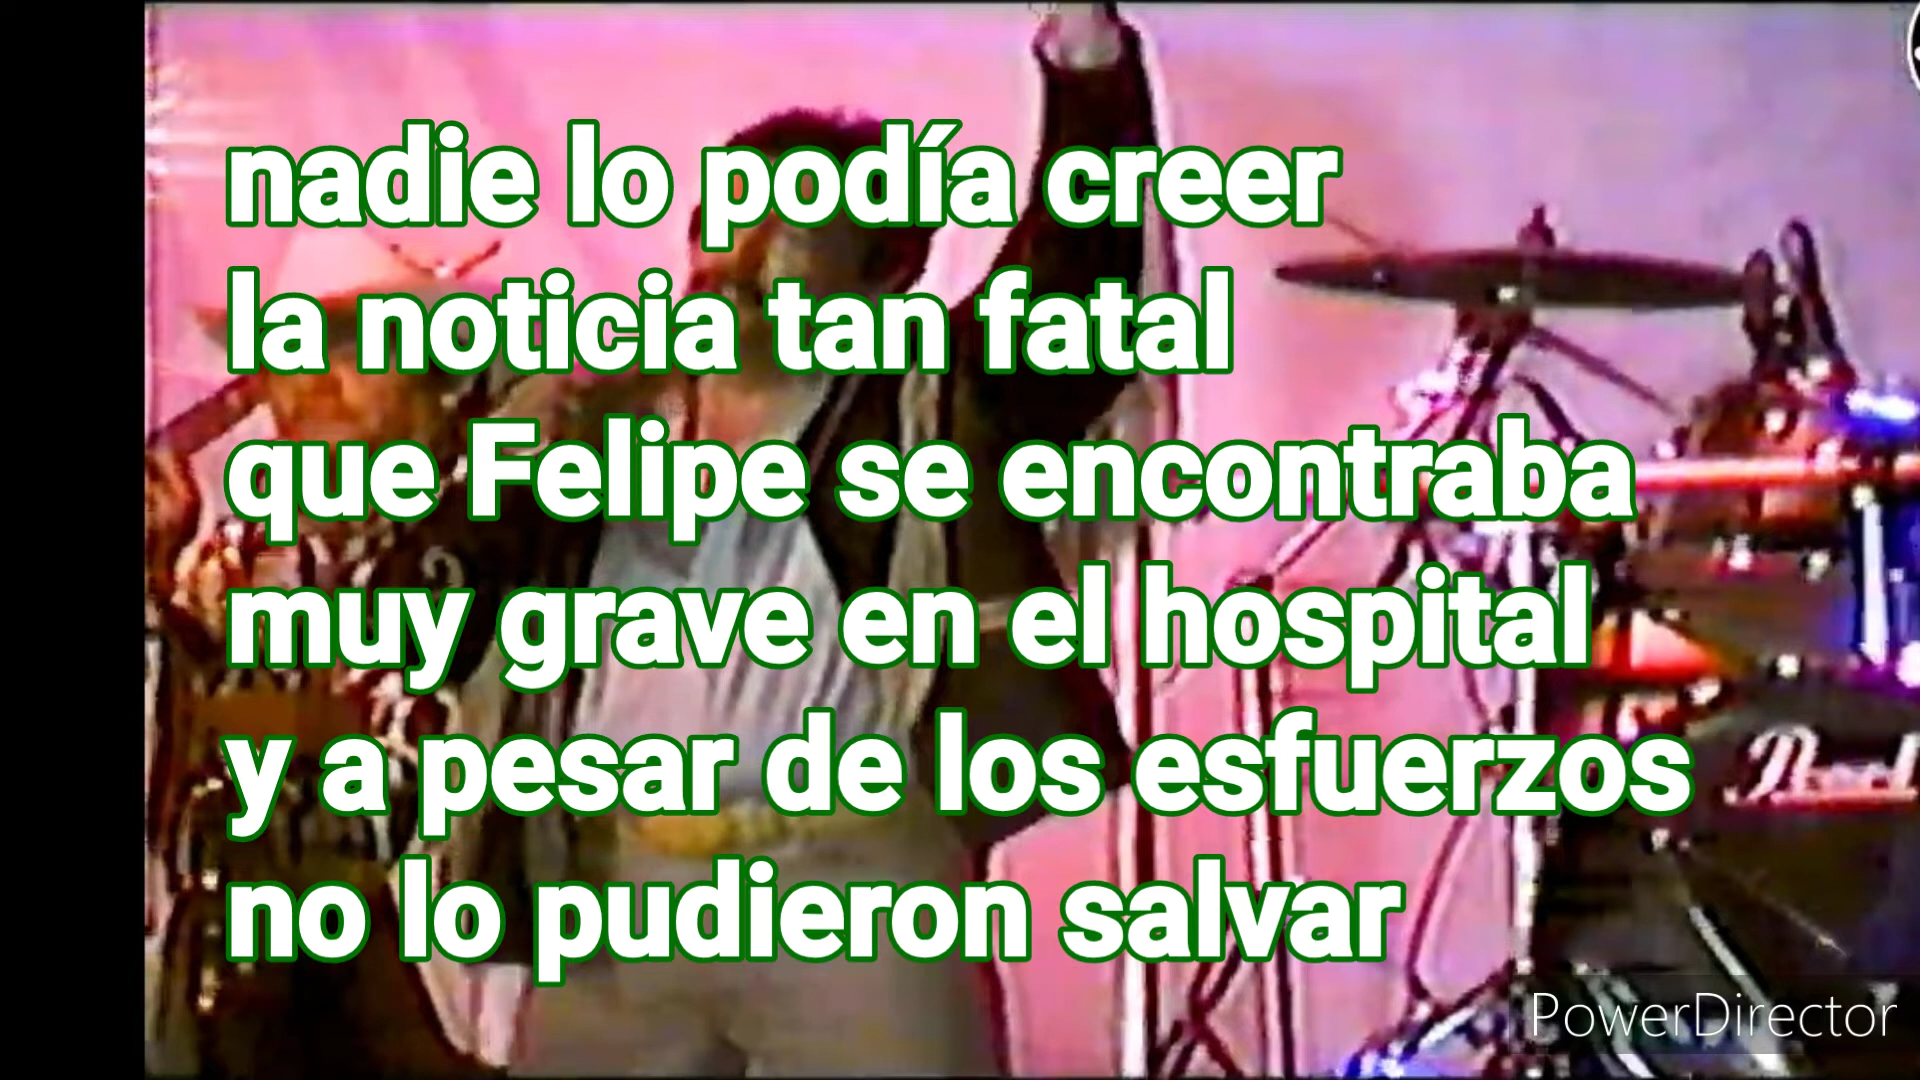 nadie lo podía creer
la noticia tan fatal
que Felipe se encontraba
muy grave en el hospital
y a pesar de los esfuerzos
no lo pudieron salvar
Pearl
PowerDirector